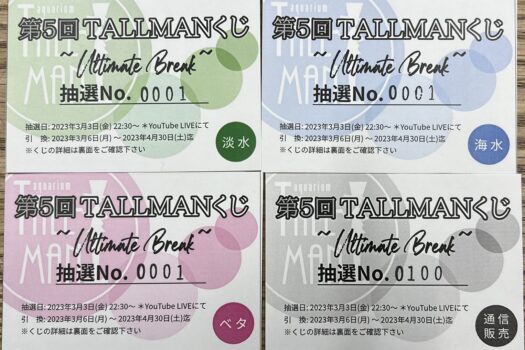 aquarium
TALL MAN
第5回 TALLMANくじ
~Ultimate Break~
抽選No. 0001
抽選日: 2023年3月3日(金) 22:30~ ＊YouTube LIVEにて
引 換: 2023年3月6日(月) ~ 2023年4月30日(土)迄
※くじの詳細は裏面をご確認下さい
淡水
aquarium
TALL MAN
第5回 TALLMANくじ
~Ultimate Break~
抽選No. 0001
抽選日: 2023年3月3日(金) 22:30~ ＊YouTube LIVEにて
引 換: 2023年3月6日(月) ~ 2023年4月30日(土)迄
※くじの詳細は裏面をご確認下さい
海水
aquarium
TALL MAN
第5回 TALLMANくじ
~Ultimate Break~
抽選No. 0001
抽選日: 2023年3月3日(金) 22:30~ ＊YouTube LIVEにて
引 換: 2023年3月6日(月) ~ 2023年4月30日(土)迄
※くじの詳細は裏面をご確認下さい
ベタ
aquarium
TALL MAN
第5回 TALLMANくじ
~Ultimate Break~
抽選No. 0100
抽選日: 2023年3月3日(金) 22:30~ ＊YouTube LIVEにて
引 換: 2023年3月6日(月) ~ 2023年4月30日(土)迄
※くじの詳細は裏面をご確認下さい
通信
販売